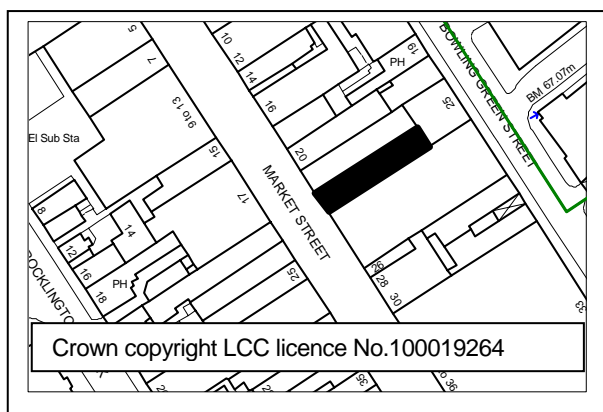 5
7
9 to 13
15
17
El Sub Sta
8
12
16
18
14
PH
POCKLINGTO
25
10
12
14
16
20
PH
19
25
MARKET STREET
BOWLING GREEN STREET
BM 67.07m
28
30
33
35
36
Crown copyright LCC licence No.100019264